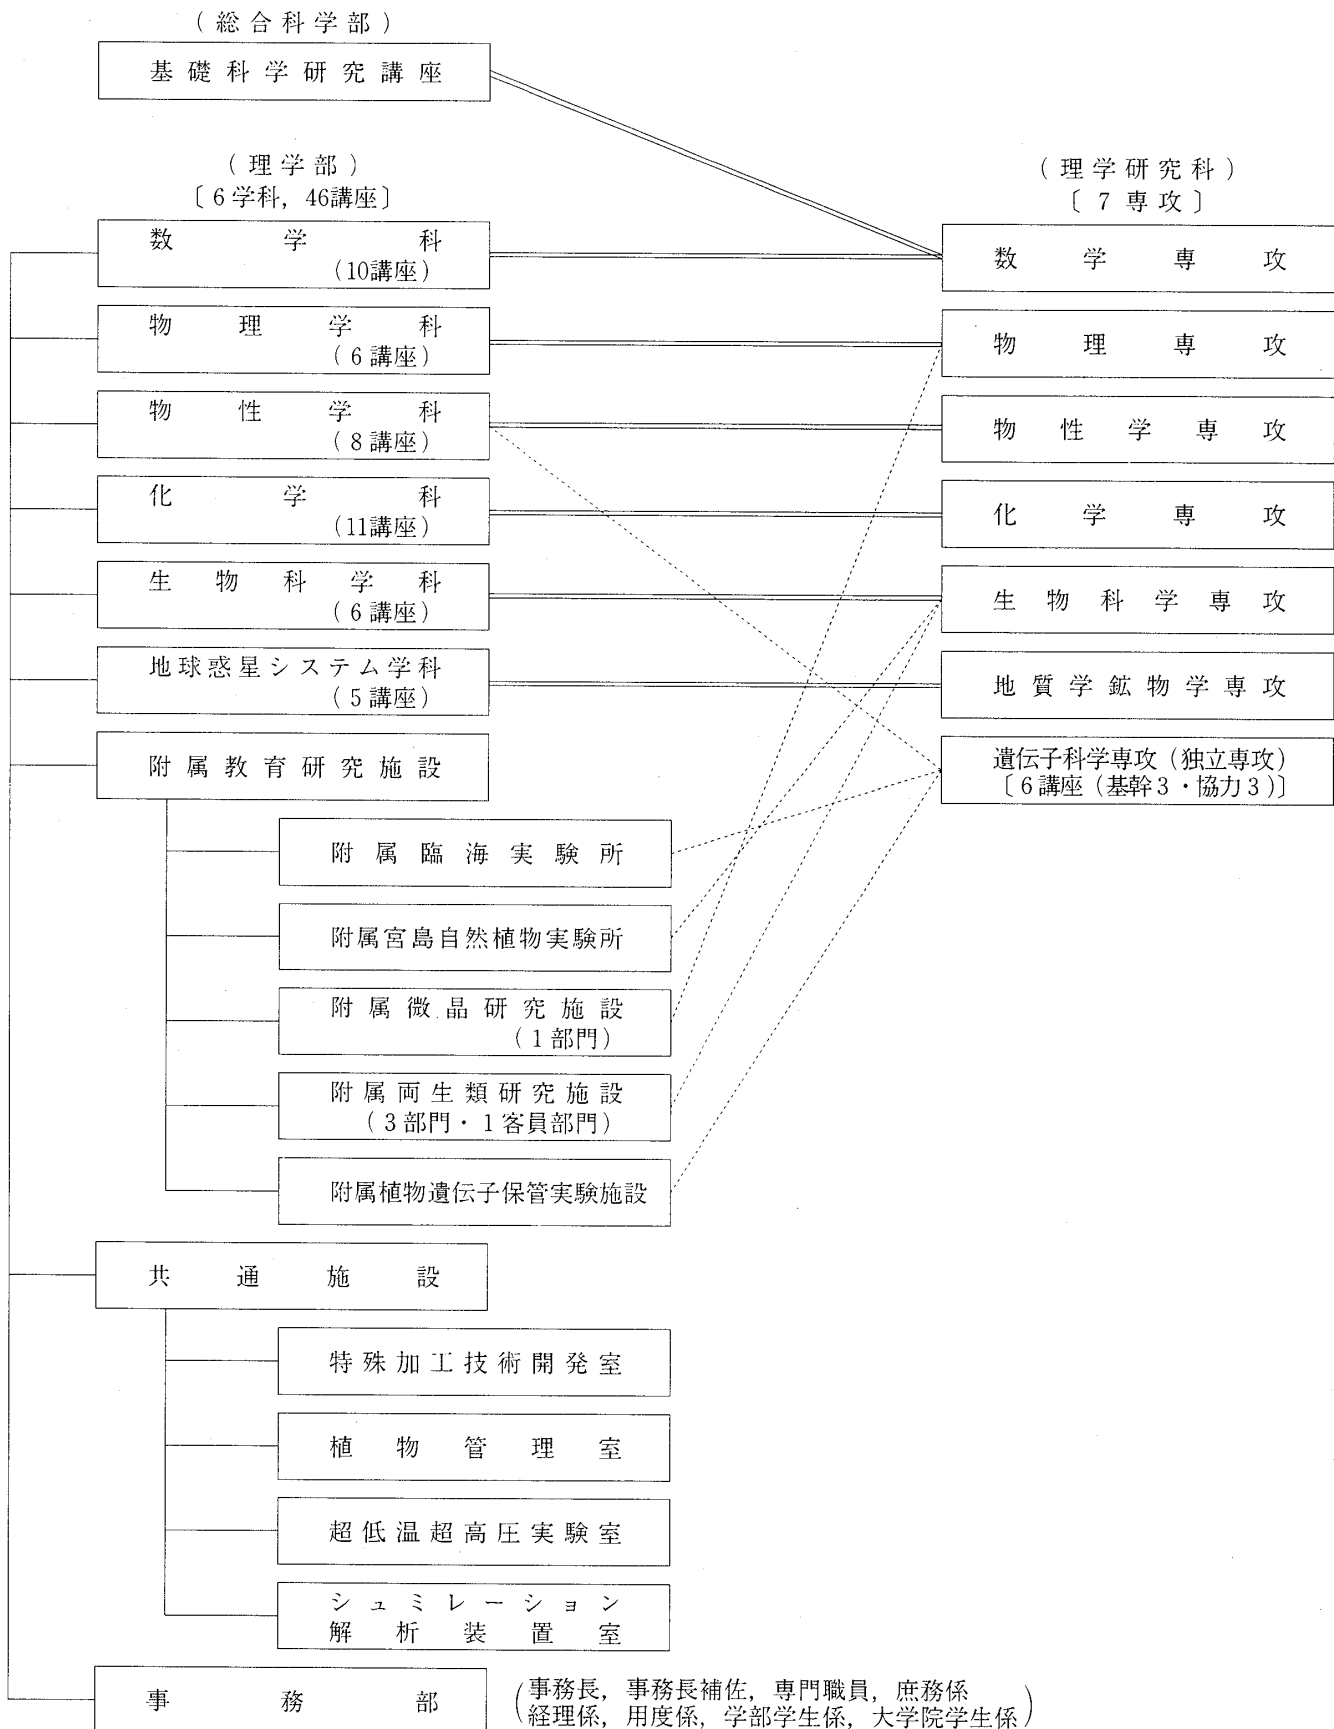 (総合科学部)
基礎科学研究講座
(理学部)
〔6学科，46講座〕
(理学研究科)
〔7専攻〕
数学科
(10講座)
数学専攻
物理学科
(6講座)
物理専攻
物性学科
(8講座)
物性学専攻
化学科
(11講座)
化学専攻
生物科学科
(6講座)
生物科学専攻
地球惑星システム学科
(5講座)
地質学鉱物学専攻
附属教育研究施設
遺伝子科学専攻(独立専攻)
〔6講座(基幹3・協力3)〕
附属臨海実験所
附属宮島自然植物実験所
附属微晶研究施設
(1部門)
附属両生類研究施設
(3部門・1客員部門)
附属植物遺伝子保管実験施設
共通施設
特殊加工技術開発室
植物管理室
超低温超高圧実験室
シュミレーション
解析装置室
事務部
(事務長，事務長補佐，専門職員，庶務係
経理係，用度係，学部学生係，大学院学生係)